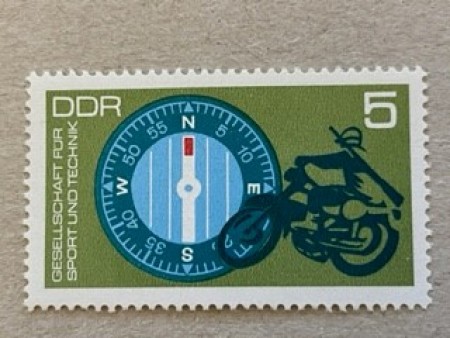 DDR
5
GESELLSCHAFT FÜR
SPORT UND TECHNIK
N
5
10
E
S
35
40
W
50
55